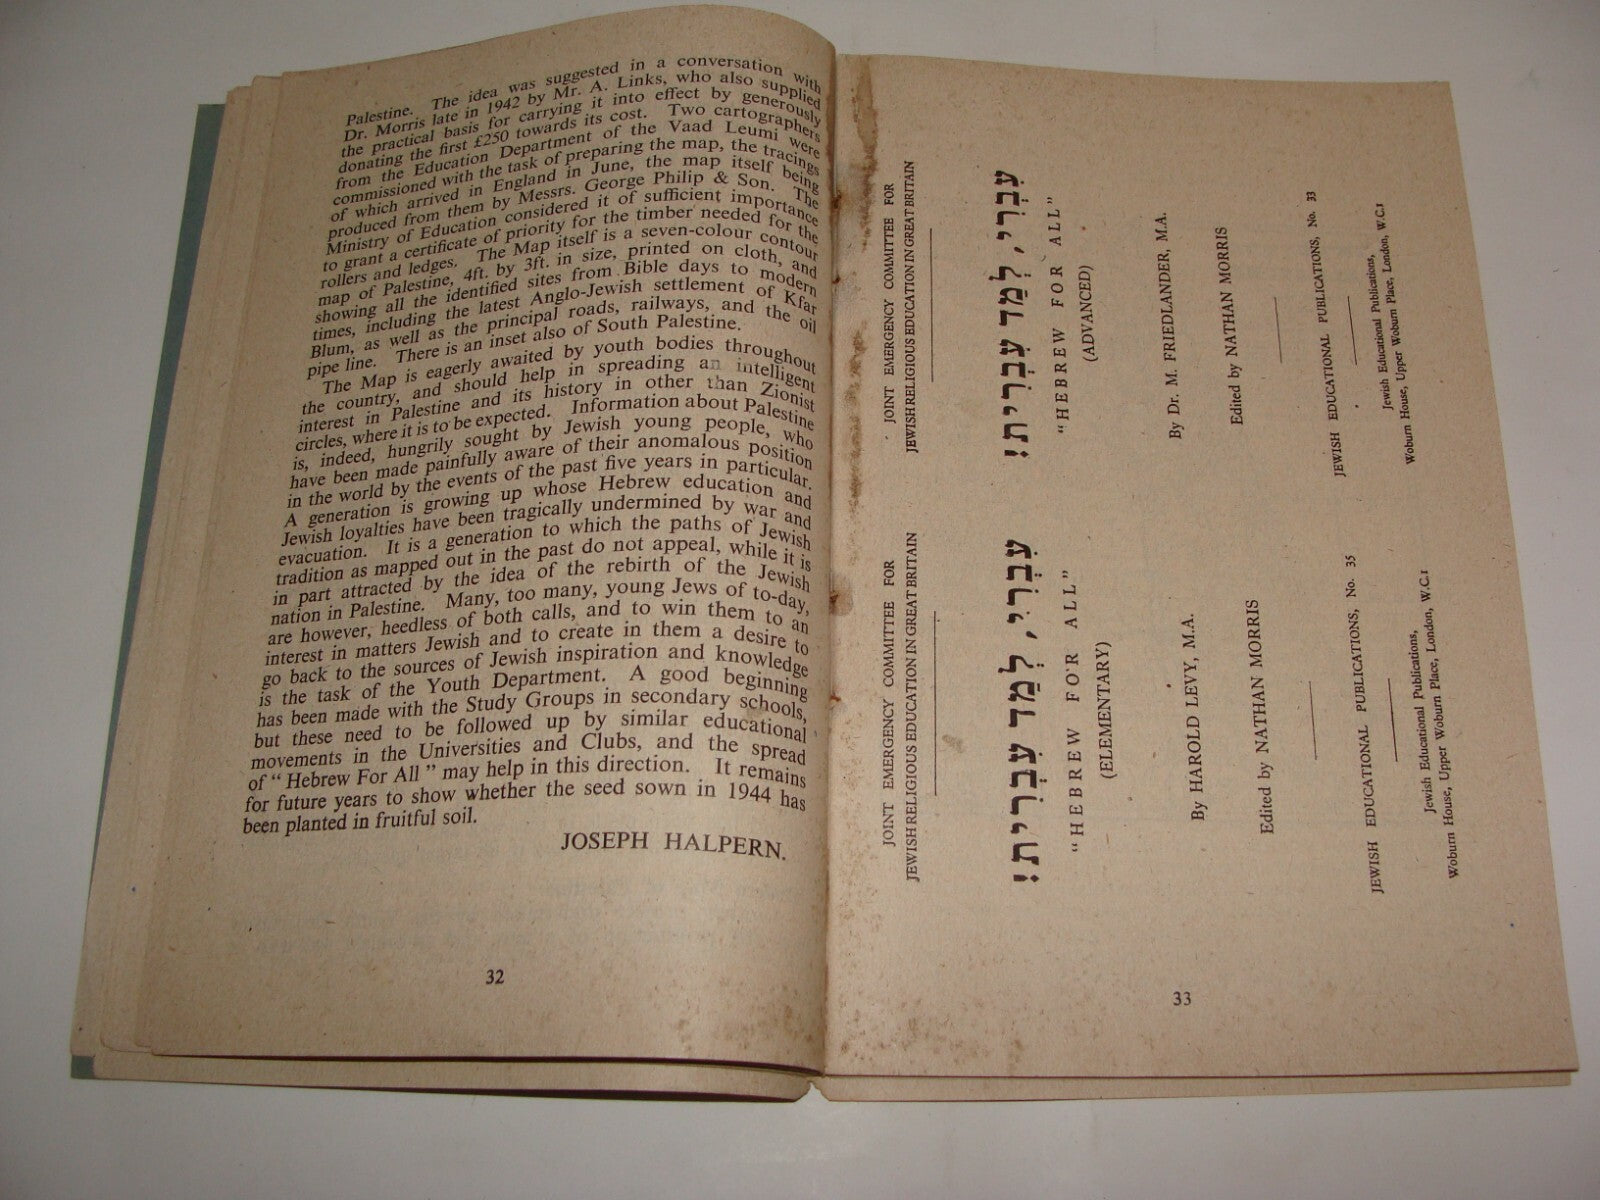 Palestine. The idea was suggested in a conversation with
Dr. Morris late in 1942 by Mr. A. Links, who also supplied
the practical basis for carrying it into effect by generously
donating the first £250 towards its cost. Two cartographers
from the Education Department of the Vaad Leumi were
commissioned with the task of preparing the map, the tracings
of which arrived in England in June, the map itself being
produced from them by Messrs. George Philip & Son. The
Ministry of Education considered it of sufficient importance
to grant a certificate of priority for the timber needed for the
rollers and ledges. The Map itself is a seven-colour contour
map of Palestine, 4ft. by 3ft. in size, printed on cloth, and
showing all the identified sites from Bible days to modern
times, including the latest Anglo-Jewish settlement of Kfar
Blum, as well as the principal roads, railways, and the oil
pipe line. There is an inset also of South Palestine.
The Map is eagerly awaited by youth bodies throughout
the country, and should help in spreading an intelligent
interest in Palestine and its history in other than Zionist
circles, where it is to be expected. Information about Palestine
is, indeed, hungrily sought by Jewish young people, who
have been made painfully aware of their anomalous position
in the world by the events of the past five years in particular.
A generation is growing up whose Hebrew education and
Jewish loyalties have been tragically undermined by war and
evacuation. It is a generation to which the paths of Jewish
tradition as mapped out in the past do not appeal, while it is
in part attracted by the idea of the rebirth of the Jewish
nation in Palestine. Many, too many, young Jews of to-day,
are however, heedless of both calls, and to win them to an
interest in matters Jewish and to create in them a desire to
go back to the sources of Jewish inspiration and knowledge
is the task of the Youth Department. A good beginning
has been made with the Study Groups in secondary schools,
but these need to be followed up by similar educational
movements in the Universities and Clubs, and the spread
of " Hebrew For All " may help in this direction. It remains
for future years to show whether the seed sown in 1944 has
been planted in fruitful soil.
JOSEPH HALPERN.
32
JOINT EMERGENCY COMMITTEE FOR
JEWISH RELIGIOUS EDUCATION IN GREAT BRITAIN
עִבְרִי, לְמַד עִבְרִית!
"HEBREW FOR ALL"
(ELEMENTARY)
By HAROLD LEVY, M.A.
Edited by NATHAN MORRIS
JEWISH EDUCATIONAL PUBLICATIONS, No. 35
Jewish Educational Publications,
Woburn House, Upper Woburn Place, London, W.C.1
JOINT EMERGENCY COMMITTEE FOR
JEWISH RELIGIOUS EDUCATION IN GREAT BRITAIN
עִבְרִי, לְמַד עִבְרִית!
"HEBREW FOR ALL"
(ADVANCED)
By Dr. M. FRIEDLANDER, M.A.
Edited by NATHAN MORRIS
JEWISH EDUCATIONAL PUBLICATIONS, No. 33
Jewish Educational Publications,
Woburn House, Upper Woburn Place, London, W.C.1
33